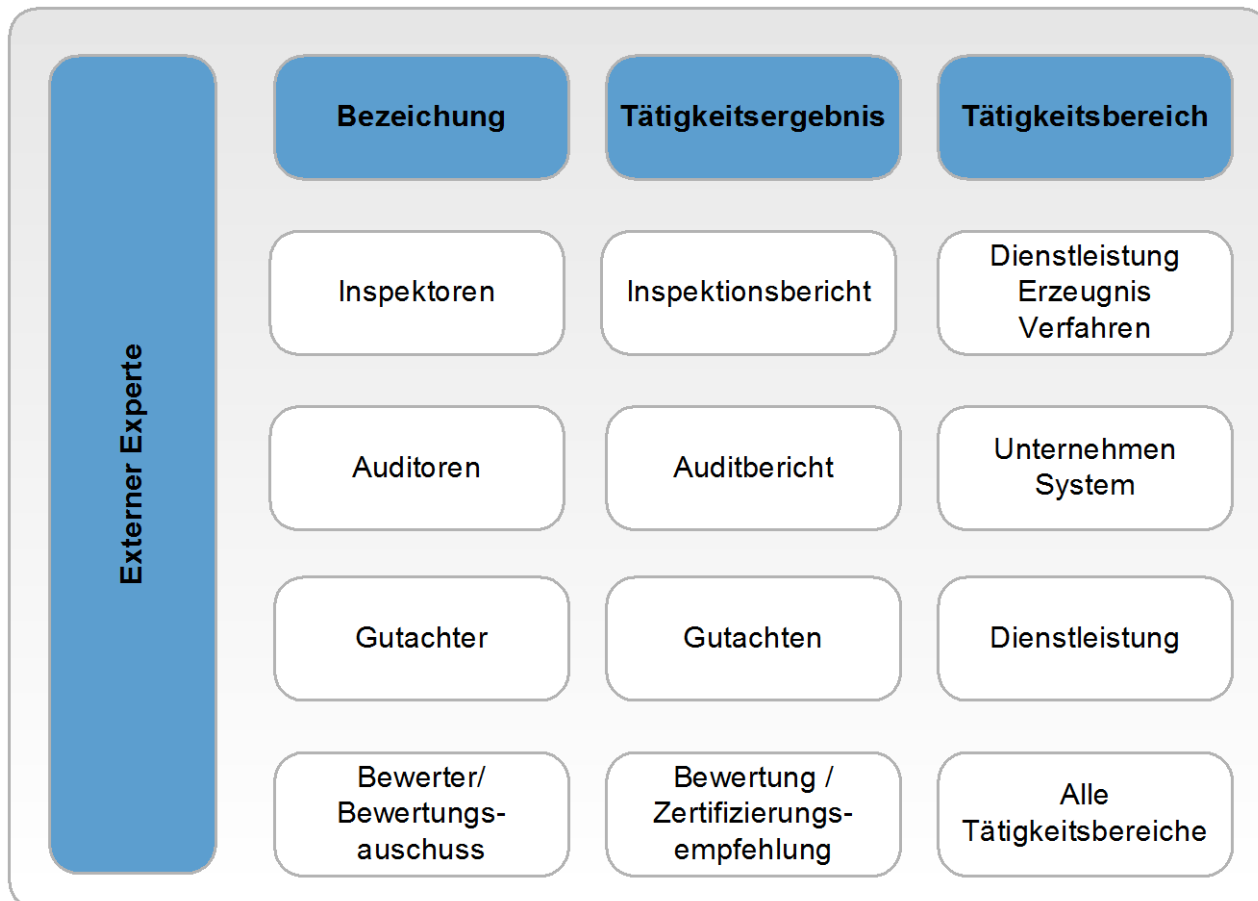 Externer Experte
Bezeichung
Tätigkeitsergebnis
Tätigkeitsbereich
Inspektoren
Inspektionsbericht
Dienstleistung
Erzeugnis
Verfahren
Auditoren
Auditbericht
Unternehmen
System
Gutachter
Gutachten
Dienstleistung
Bewerter/
Bewertungs-
auschuss
Bewertung /
Zertifizierungs-
empfehlung
Alle
Tätigkeitsbereiche